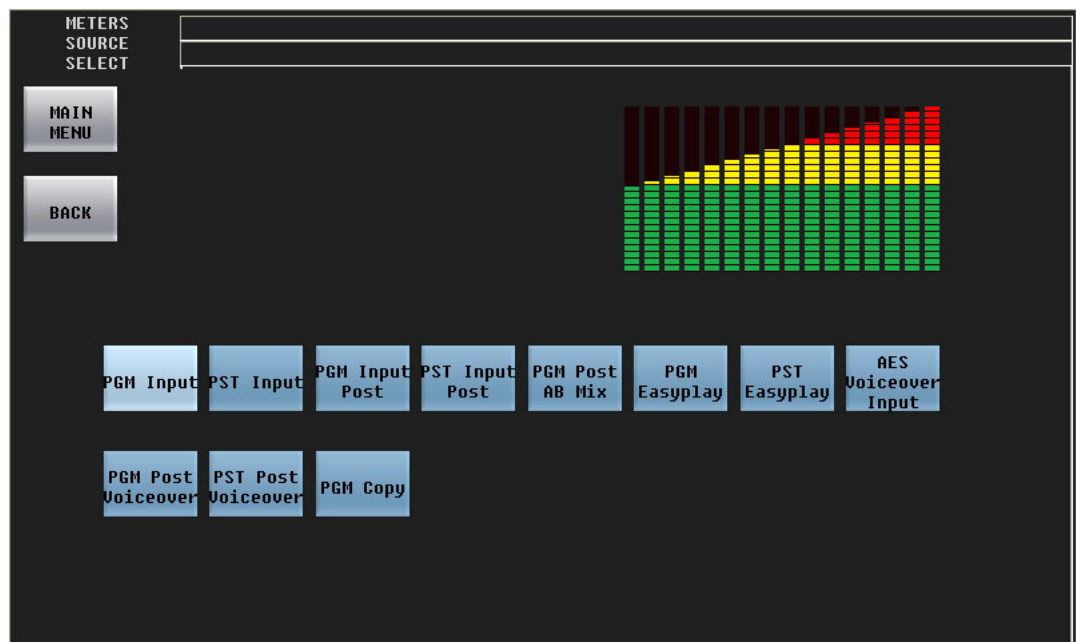 METERS
SOURCE
SELECT
MAIN
MENU
BACK
PGM Input
PST Input
PGM Input
Post
PST Input
Post
PGM Post
AB Mix
PGM
Easyplay
PST
Easyplay
AES
Voiceover
Input
PGM Post
Voiceover
PST Post
Voiceover
PGM Copy